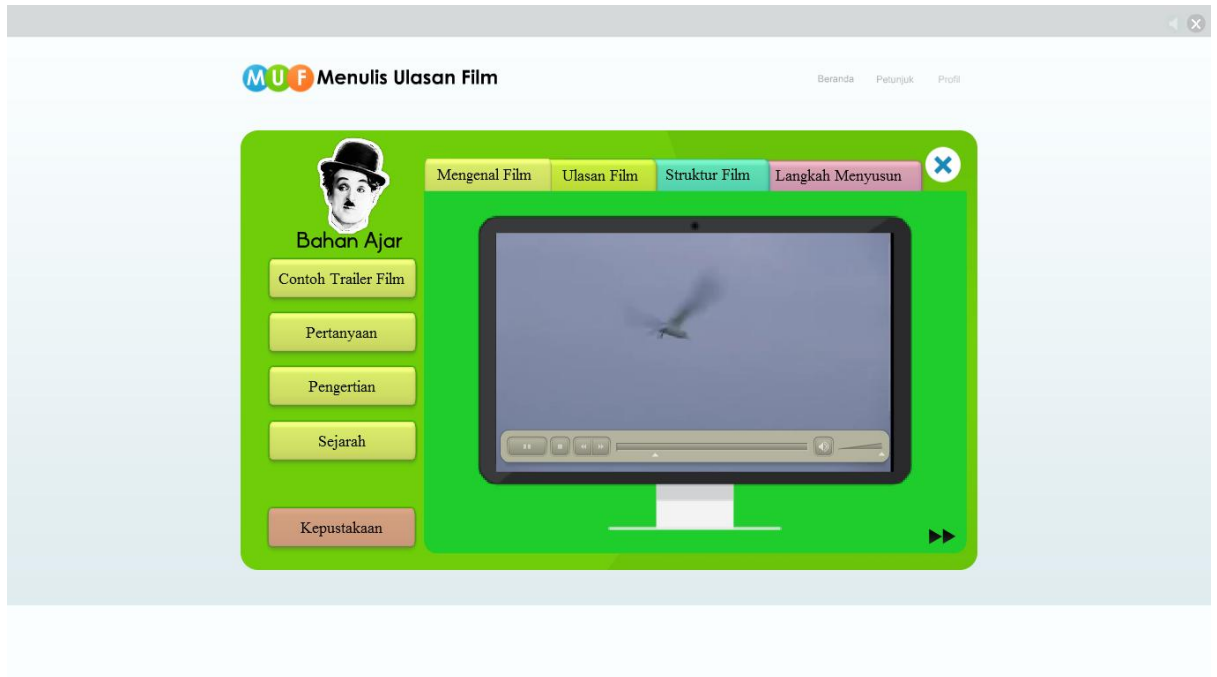 MUF Menulis Ulasan Film
Beranda Petunjuk Profil
Mengenal Film Ulasan Film Struktur Film Langkah Menyusun
Bahan Ajar
Contoh Trailer Film
Pertanyaan
Pengertian
Sejarah
Kepustakaan